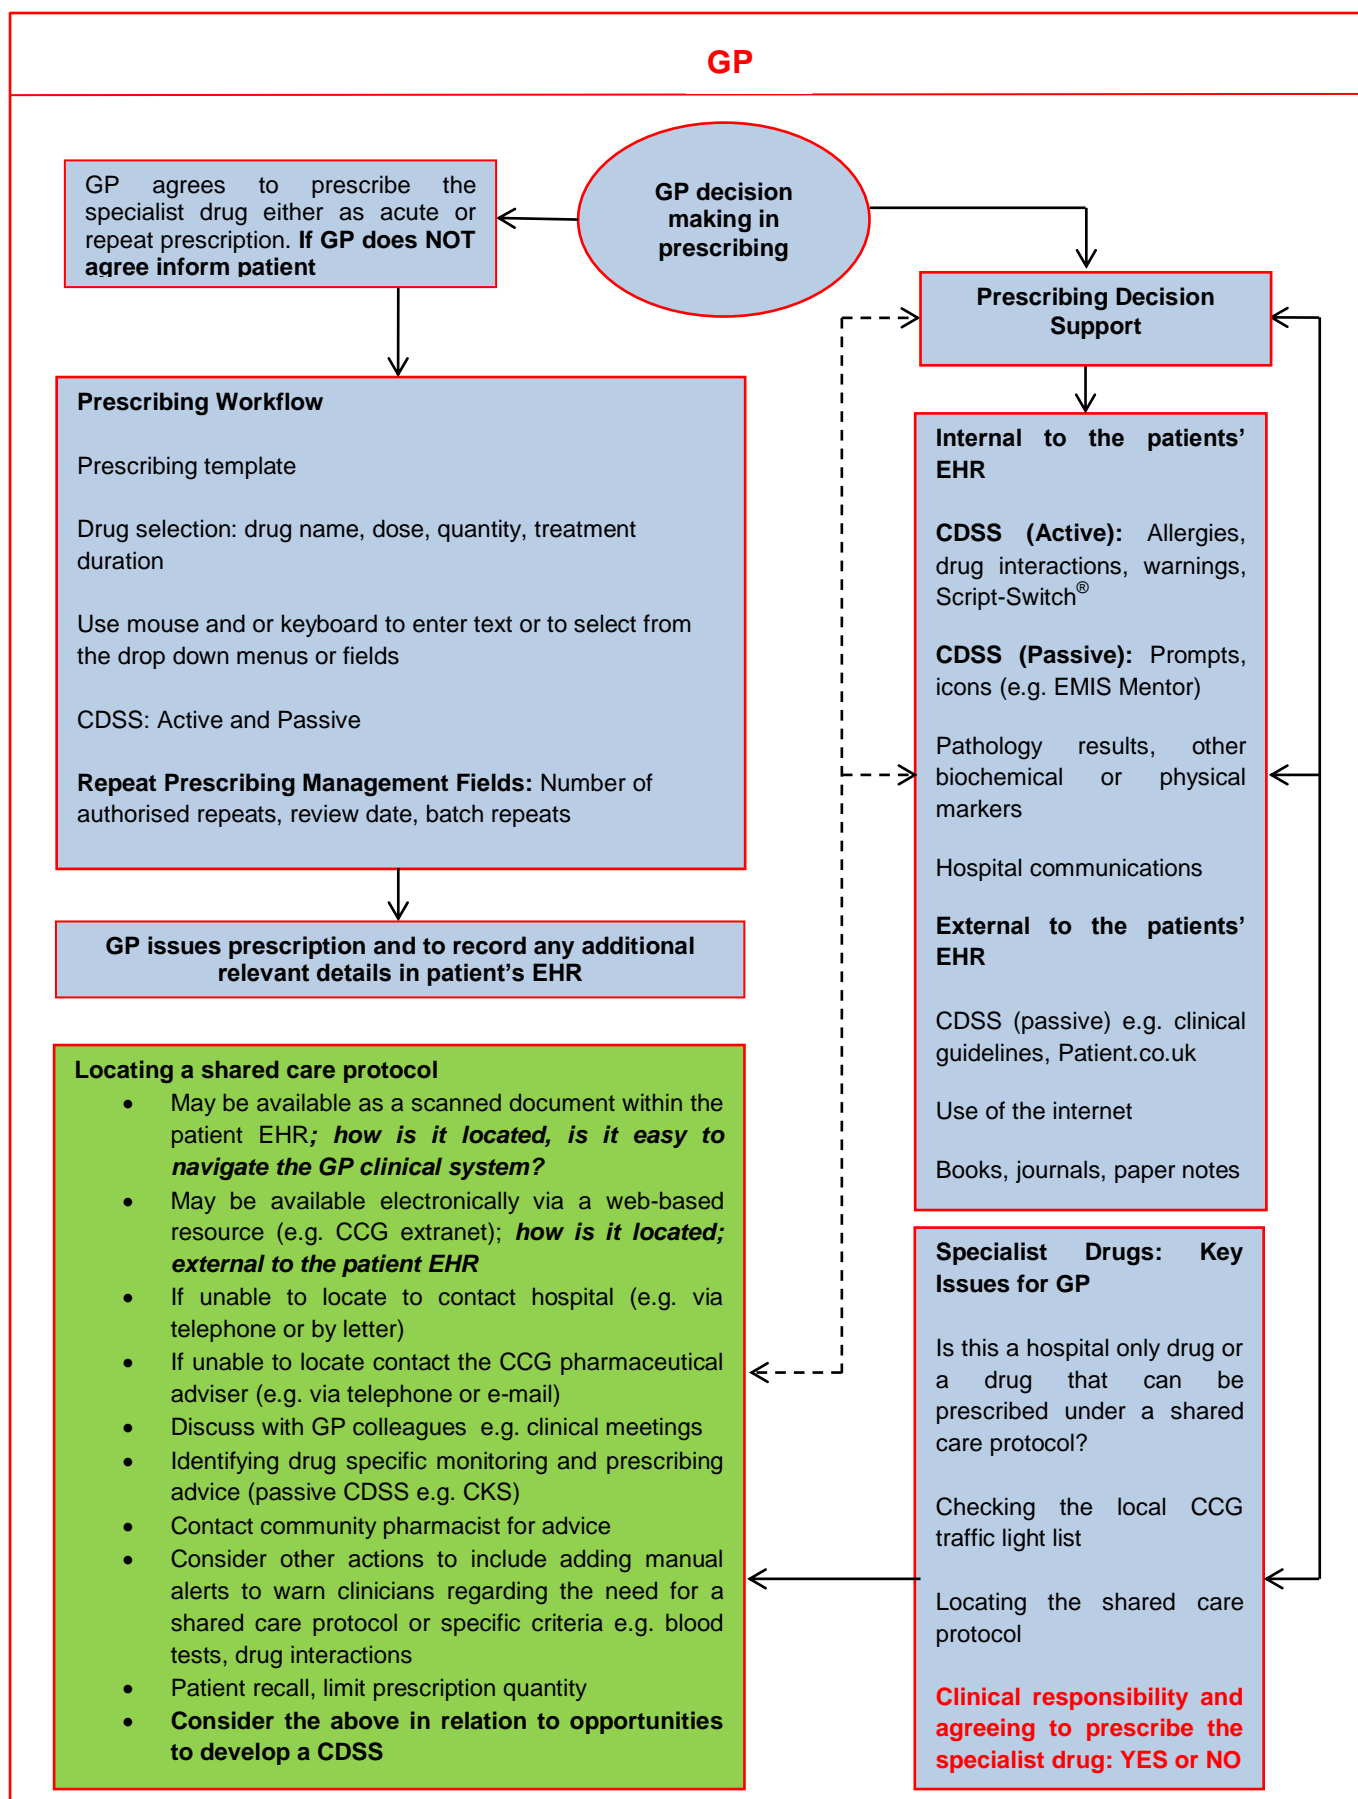 GP
GP agrees to prescribe the
specialist drug either as acute or
repeat prescription. If GP does NOT
agree inform patient
GP decision
making in
prescribing
Prescribing Decision
Support
Prescribing Workflow
Prescribing template
Drug selection: drug name, dose, quantity, treatment
duration
Use mouse and or keyboard to enter text or to select from
the drop down menus or fields
CDSS: Active and Passive
Repeat Prescribing Management Fields: Number of
authorised repeats, review date, batch repeats
GP issues prescription and to record any additional
relevant details in patient’s EHR
Internal to the patients’
EHR
CDSS (Active): Allergies,
drug interactions, warnings,
Script-Switch®
CDSS (Passive): Prompts,
icons (e.g. EMIS Mentor)
Pathology results, other
biochemical or physical
markers
Hospital communications
External to the patients’
EHR
CDSS (passive) e.g. clinical
guidelines, Patient.co.uk
Use of the internet
Books, journals, paper notes
Locating a shared care protocol
• May be available as a scanned document within the
patient EHR; how is it located, is it easy to
navigate the GP clinical system?
• May be available electronically via a web-based
resource (e.g. CCG extranet); how is it located;
external to the patient EHR
• If unable to locate to contact hospital (e.g. via
telephone or by letter)
• If unable to locate contact the CCG pharmaceutical
adviser (e.g. via telephone or e-mail)
• Discuss with GP colleagues e.g. clinical meetings
• Identifying drug specific monitoring and prescribing
advice (passive CDSS e.g. CKS)
• Contact community pharmacist for advice
• Consider other actions to include adding manual
alerts to warn clinicians regarding the need for a
shared care protocol or specific criteria e.g. blood
tests, drug interactions
• Patient recall, limit prescription quantity
• Consider the above in relation to opportunities
to develop a CDSS
Specialist Drugs: Key
Issues for GP
Is this a hospital only drug or
a drug that can be
prescribed under a shared
care protocol?
Checking the local CCG
traffic light list
Locating the shared care
protocol
Clinical responsibility and
agreeing to prescribe the
specialist drug: YES or NO